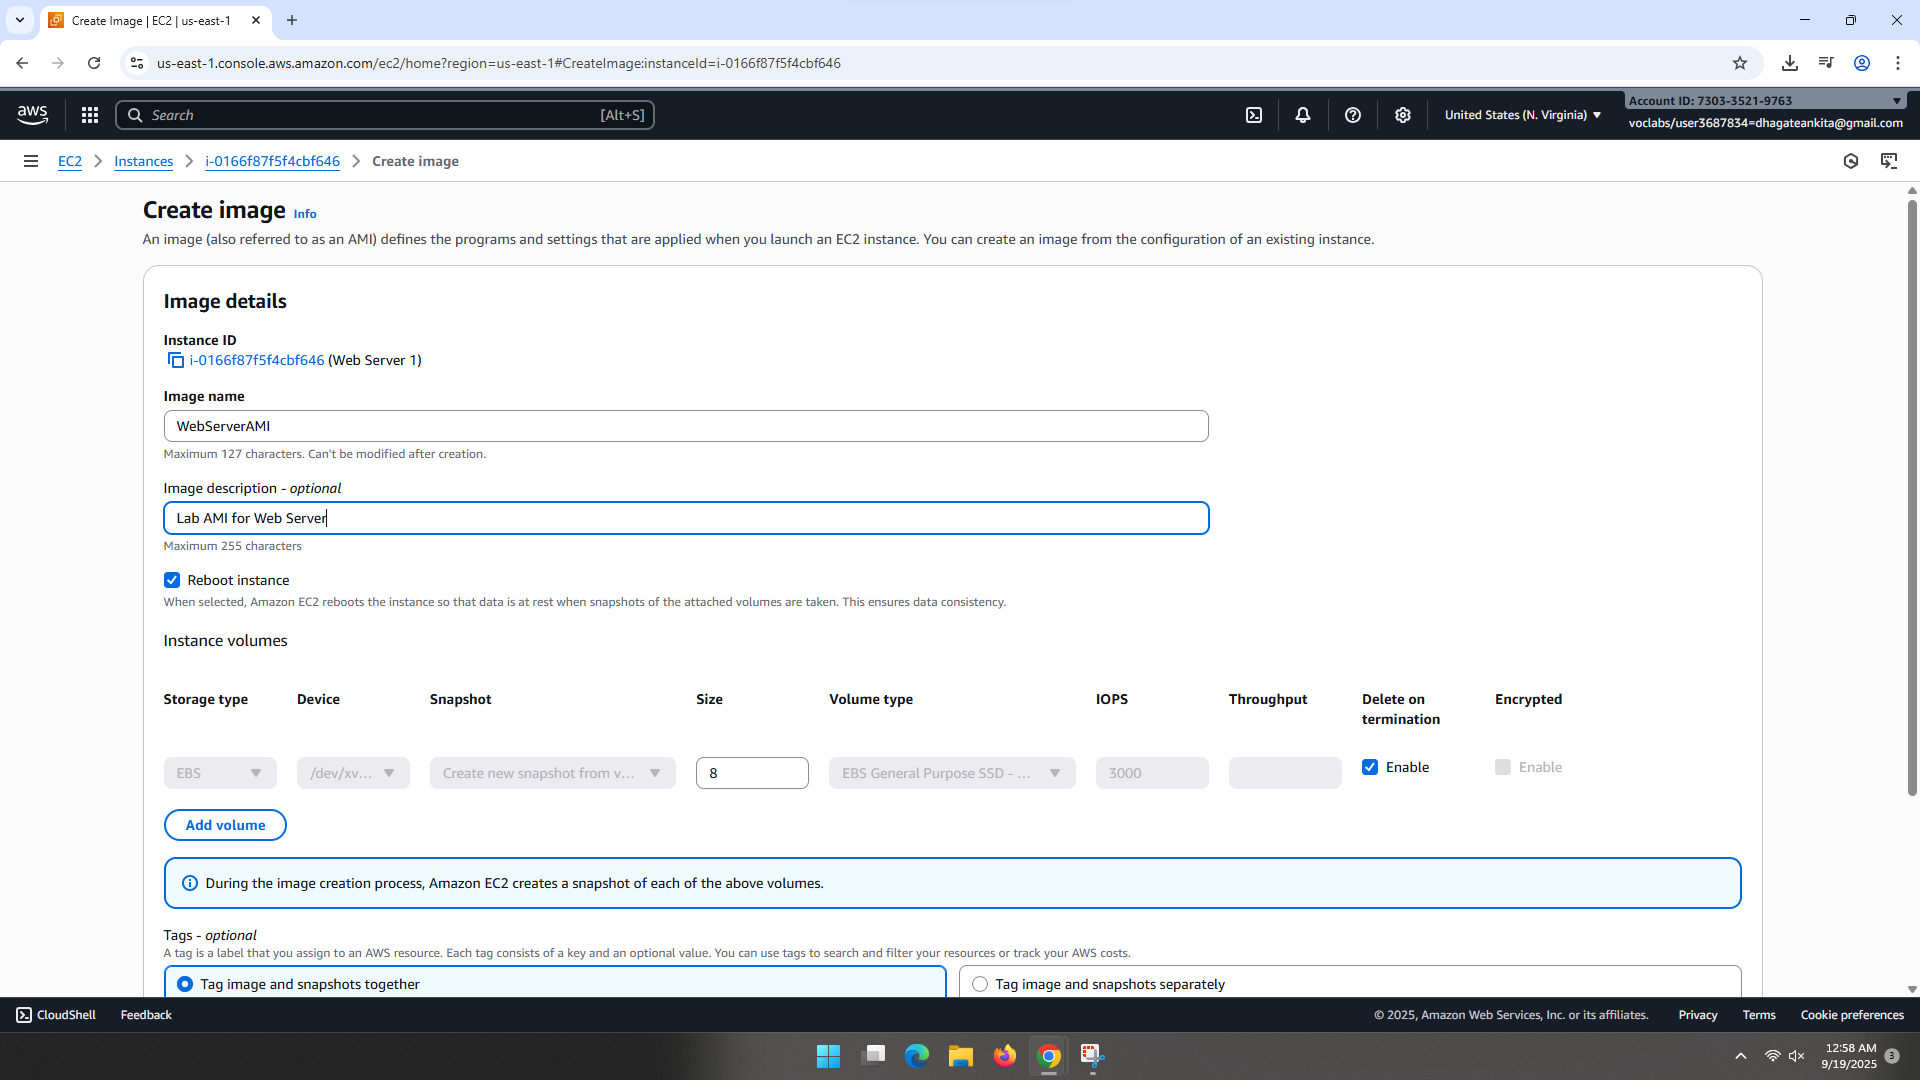 Create Image | EC2 | us-east-1
us-east-1.console.aws.amazon.com/ec2/home?region=us-east-1#CreateImage:instanceId=i-0166f87f5f4cbf646
aws
Search
[Alt+S]
United States (N. Virginia)
Account ID: 7303-3521-9763
voclabs/user3687834=dhagateankita@gmail.com
EC2
Instances
i-0166f87f5f4cbf646
Create image
Create image
Info
An image (also referred to as an AMI) defines the programs and settings that are applied when you launch an EC2 instance. You can create an image from the configuration of an existing instance.
Image details
Instance ID
i-0166f87f5f4cbf646 (Web Server 1)
Image name
WebServerAMI
Maximum 127 characters. Can't be modified after creation.
Image description - optional
Lab AMI for Web Server
Maximum 255 characters
Reboot instance
When selected, Amazon EC2 reboots the instance so that data is at rest when snapshots of the attached volumes are taken. This ensures data consistency.
Instance volumes
Storage type
Device
Snapshot
Size
Volume type
IOPS
Throughput
Delete on
termination
Encrypted
EBS
/dev/xv...
Create new snapshot from v...
8
EBS General Purpose SSD - ...
3000
Enable
Enable
Add volume
During the image creation process, Amazon EC2 creates a snapshot of each of the above volumes.
Tags - optional
A tag is a label that you assign to an AWS resource. Each tag consists of a key and an optional value. You can use tags to search and filter your resources or track your AWS costs.
Tag image and snapshots together
Tag image and snapshots separately
CloudShell
Feedback
© 2025, Amazon Web Services, Inc. or its affiliates.
Privacy
Terms
Cookie preferences
12:58 AM
9/19/2025
3